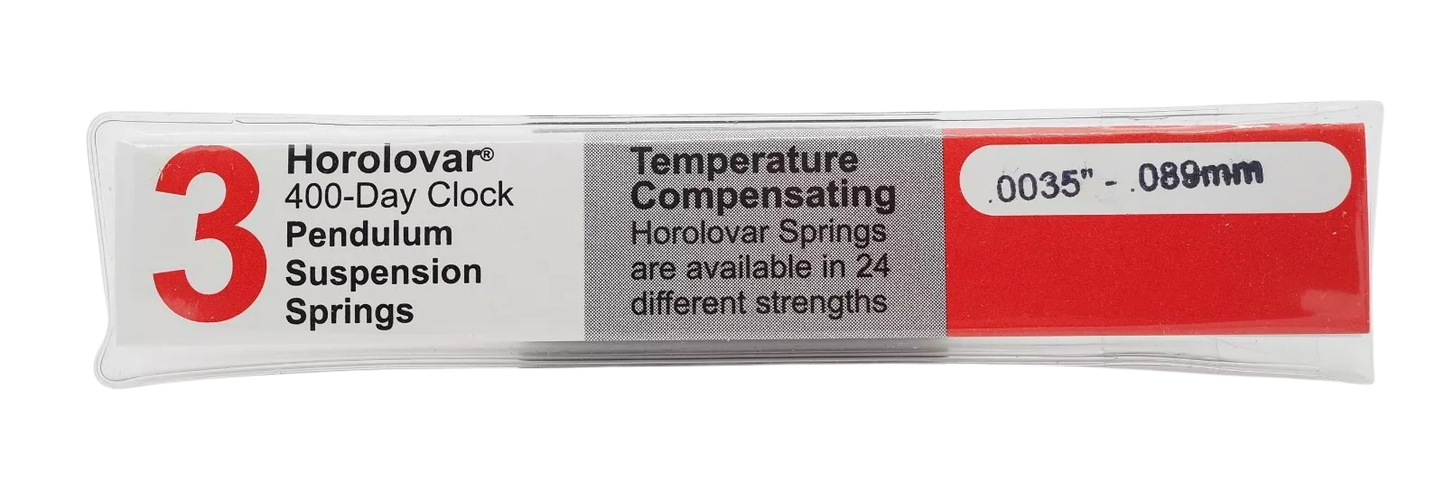 3
Horolovar®
400-Day Clock
Pendulum
Suspension
Springs
Temperature
Compensating
Horolovar Springs
are available in 24
different strengths
.0035" - .089mm